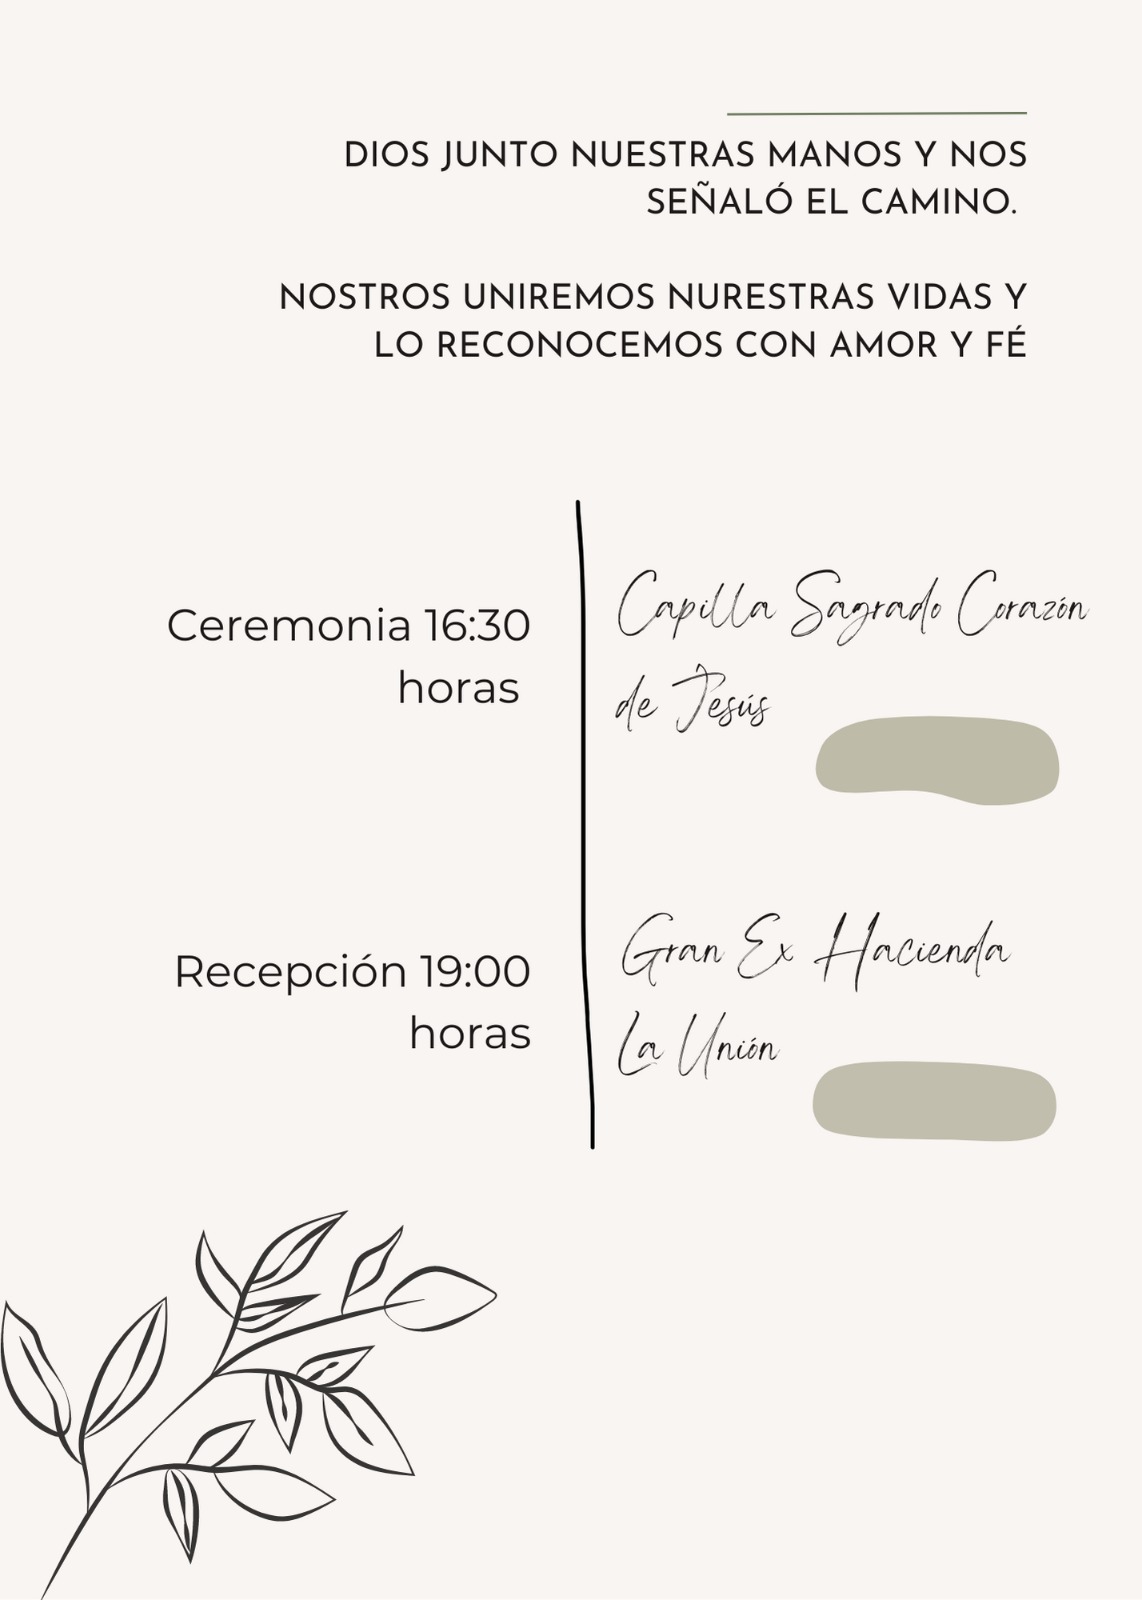 DIOS JUNTO NUESTRAS MANOS Y NOS
SEÑALÓ EL CAMINO.
NOSTROS UNIREMOS NURESTRAS VIDAS Y
LO RECONOCEMOS CON AMOR Y FÉ
Ceremonia 16:30
horas
Capilla Sagrado Corazón
de Jesús
Recepción 19:00
horas
Gran Ex Hacienda
La Unión